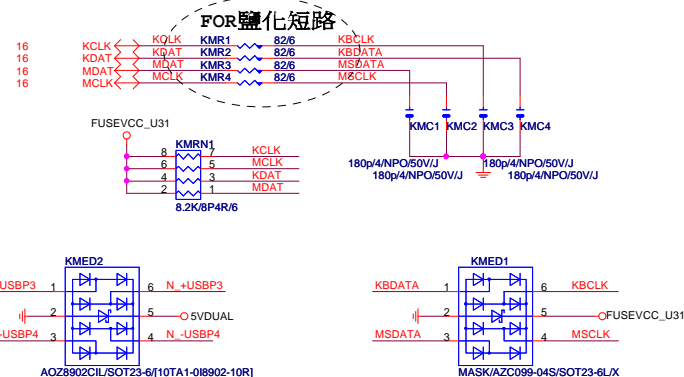 FOR鹽化短路
16 KCLK KCLK KMR1 82/6 KBCLK
16 KDAT KDAT KMR2 82/6 KBDATA
16 MDAT MDAT KMR3 82/6 MSDATA
16 MCLK MCLK KMR4 82/6 MSCLK
KMC1 KMC2 KMC3 KMC4
180p/4/NPO/50V/J 180p/4/NPO/50V/J
180p/4/NPO/50V/J 180p/4/NPO/50V/J
FUSEVCC_U31
KMRN1
8 7 KCLK
6 5 MCLK
4 3 KDAT
2 1 MDAT
8.2K/8P4R/6
KMED2
USBP3 1 6 N_+USBP3
2 5 5VDUAL
-USBP4 3 4 N_-USBP4
AOZ8902CIL/SOT23-6/[10TA1-0I8902-10R]
KMED1
KBDATA 1 6 KBCLK
2 5 FUSEVCC_U31
MSDATA 3 4 MSCLK
MASK/AZC099-04S/SOT23-6L/X